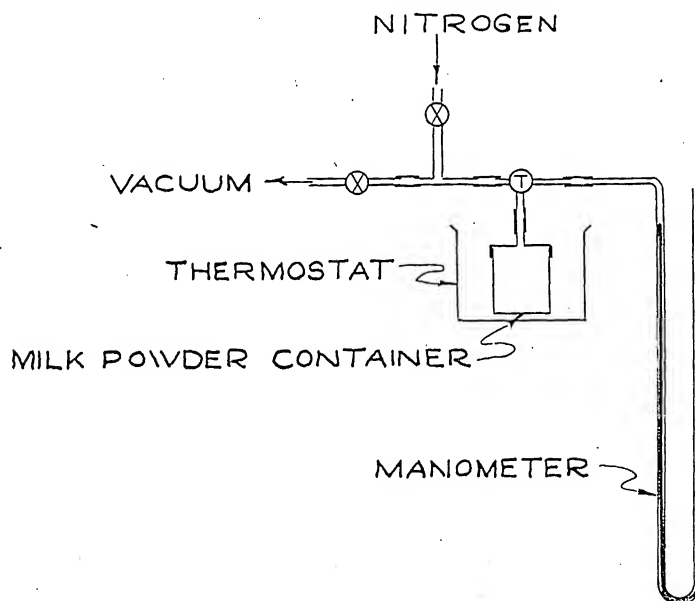 NITROGEN
VACUUM
T
THERMOSTAT
MILK POWDER CONTAINER
MANOMETER